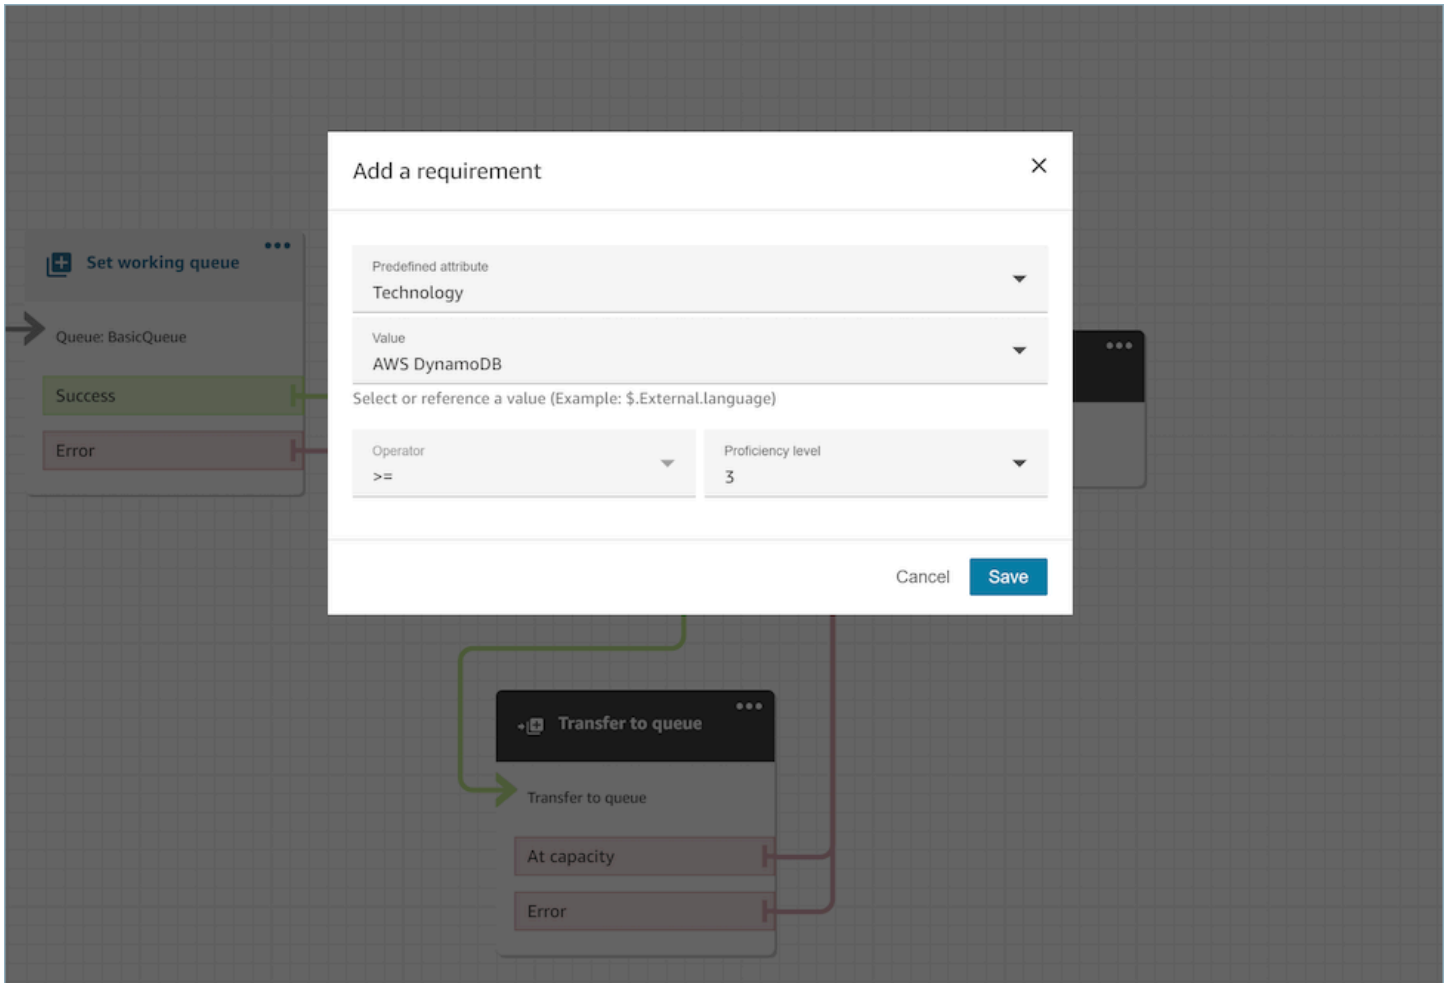 Add a requirement
Predefined attribute
Technology
Value
AWS DynamoDB
Select or reference a value (Example: $.External.language)
Operator
>=
Proficiency level
3
Cancel
Save
Set working queue
Queue: BasicQueue
Success
Error
Transfer to queue
Transfer to queue
At capacity
Error